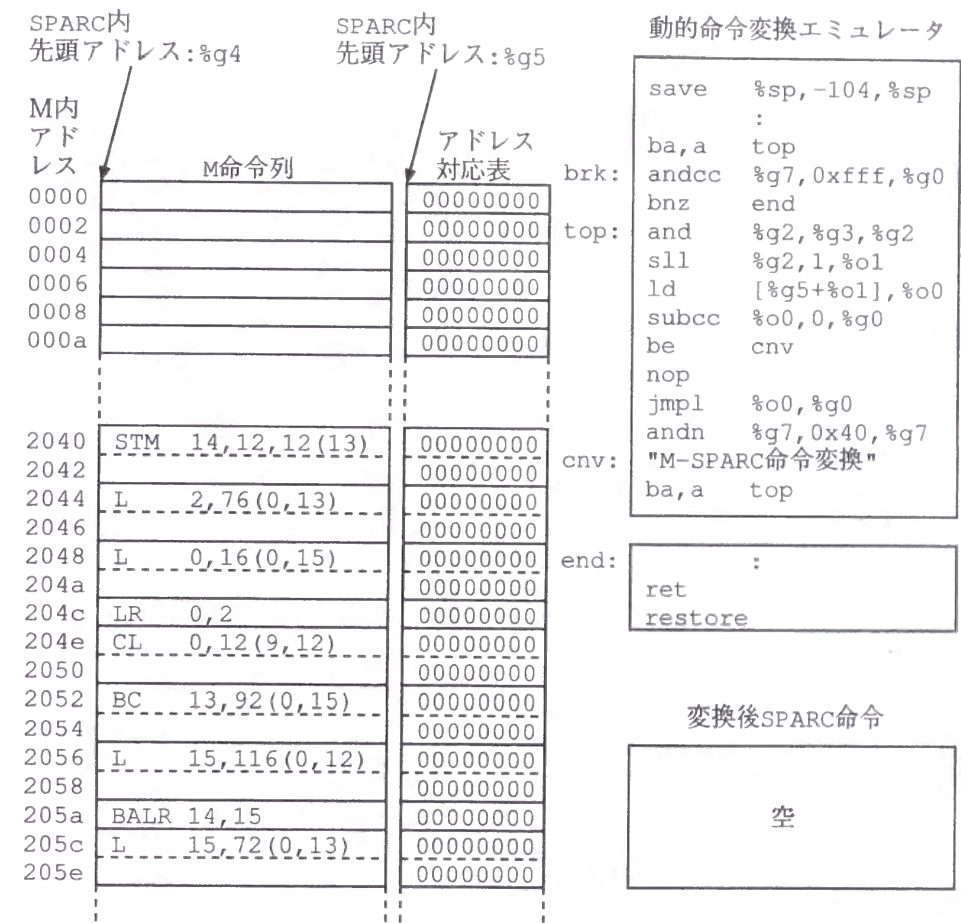 SPARC内
先頭アドレス:%g4
SPARC内
先頭アドレス:%g5
動的命令変換エミュレータ
M内
アド
レス
M命令列
アドレス
対応表
0000 00000000
0002 00000000
0004 00000000
0006 00000000
0008 00000000
000a 00000000
2040 STM 14,12,12(13) 00000000
2042 00000000
2044 L 2,76(0,13) 00000000
2046 00000000
2048 L 0,16(0,15) 00000000
204a 00000000
204c LR 0,2 00000000
204e CL 0,12(9,12) 00000000
2050 00000000
2052 BC 13,92(0,15) 00000000
2054 00000000
2056 L 15,116(0,12) 00000000
2058 00000000
205a BALR 14,15 00000000
205c L 15,72(0,13) 00000000
205e 00000000
save %sp,-104,%sp
:
ba,a top
brk: andcc %g7,0xfff,%g0
bnz end
top: and %g2,%g3,%g2
sll %g2,1,%o1
ld [%g5+%o1],%o0
subcc %o0,0,%g0
be cnv
nop
jmpl %o0,%g0
andn %g7,0x40,%g7
cnv: "M-SPARC命令変換"
ba,a top
end: :
ret
restore
変換後SPARC命令
空